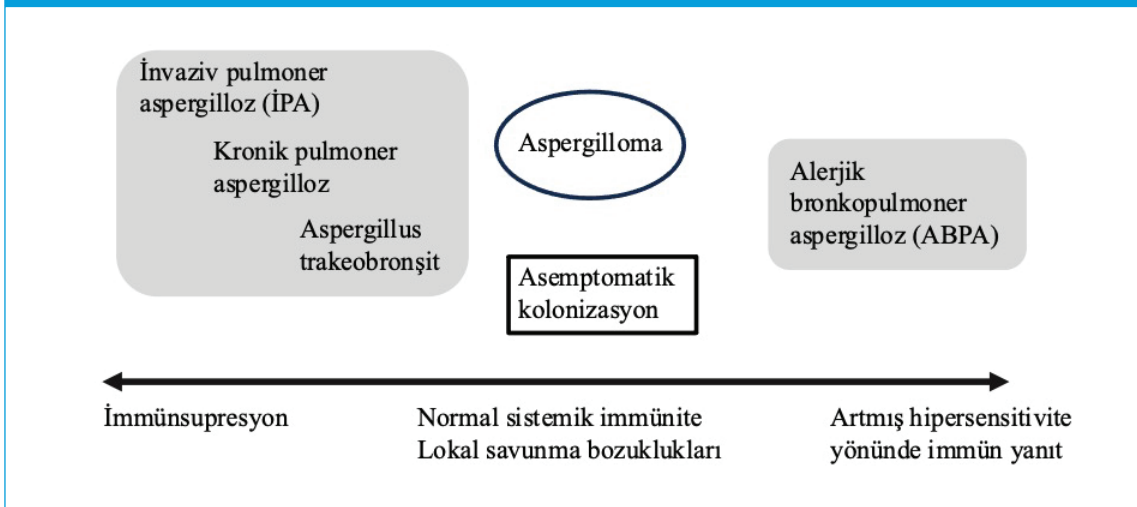 İnvaziv pulmoner
aspergilloz (İPA)
Kronik pulmoner
aspergilloz
Aspergillus
trakeobronşit
Aspergilloma
Asemptomatik
kolonizasyon
Alerjik
bronkopulmoner
aspergilloz (ABPA)
İmmünsupresyon
Normal sistemik immünite
Lokal savunma bozuklukları
Artmış hipersensitivite
yönünde immün yanıt